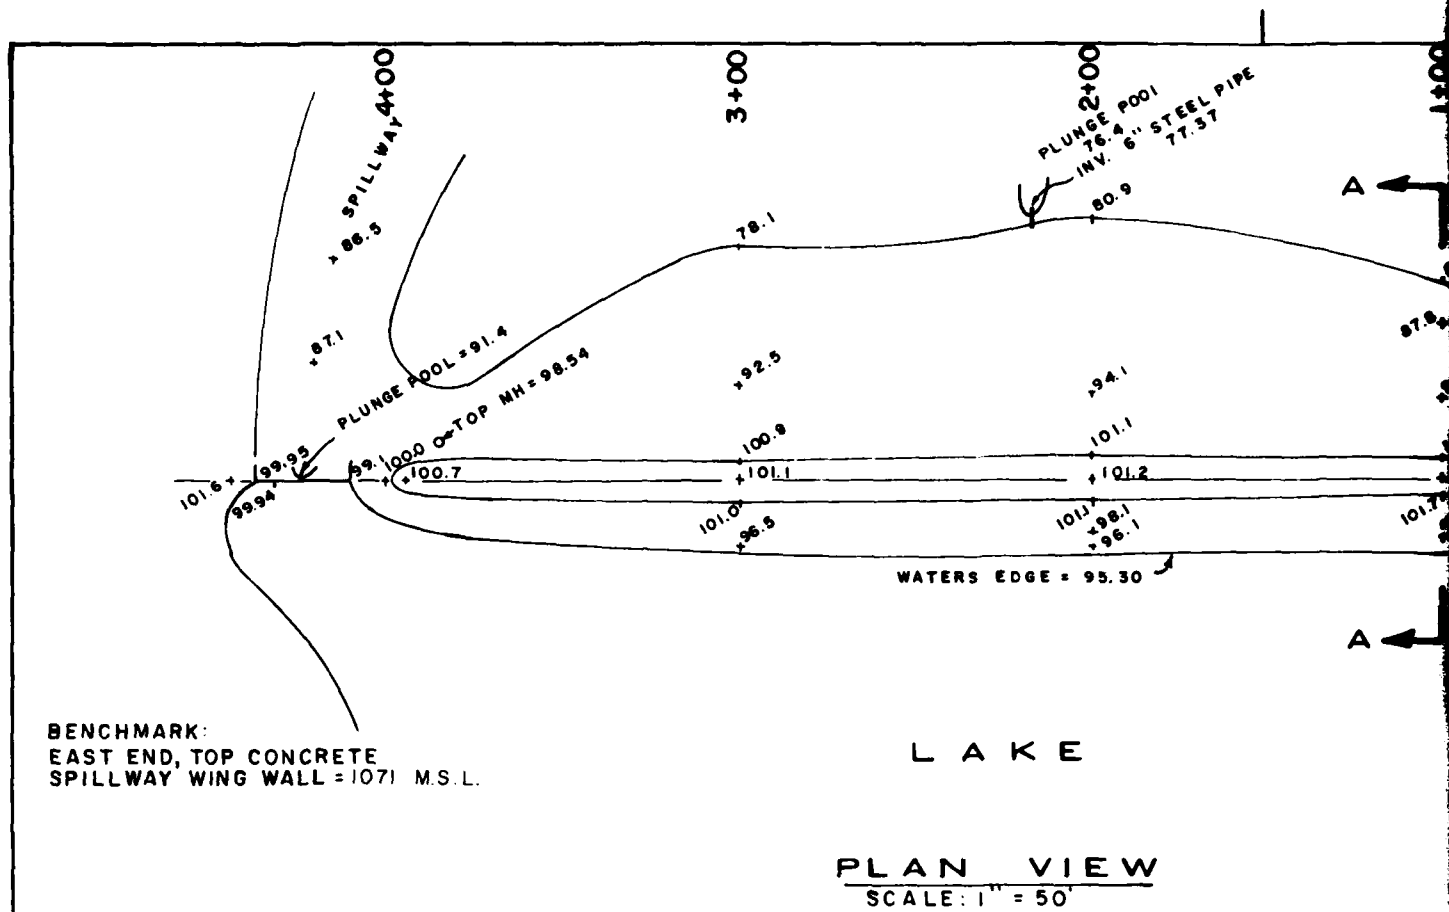 4+00
3+00
2+00
1+00
SPILLWAY
PLUNGE POOl
76.4
INV. 6" STEEL PIPE
77.37
A
86.5
78.1
80.9
87.1
PLUNGE POOL = 91.4
TOP MH = 98.54
92.5
94.1
87.8
99.95
99.1
100.0
100.7
100.9
101.1
101.1
101.2
101.6
99.94
101.0
96.5
101.1
98.1
96.1
101.7
WATERS EDGE = 95.30
A
BENCHMARK:
EAST END, TOP CONCRETE
SPILLWAY WING WALL = 1071 M.S.L.
LAKE
PLAN VIEW
SCALE: 1" = 50'